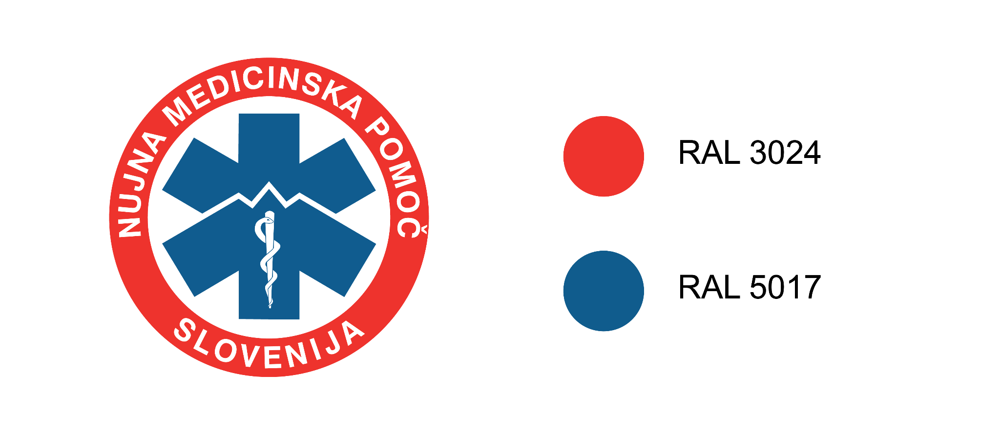 NUJNA MEDICINSKA POMOČ
SLOVENIJA
RAL 3024
RAL 5017